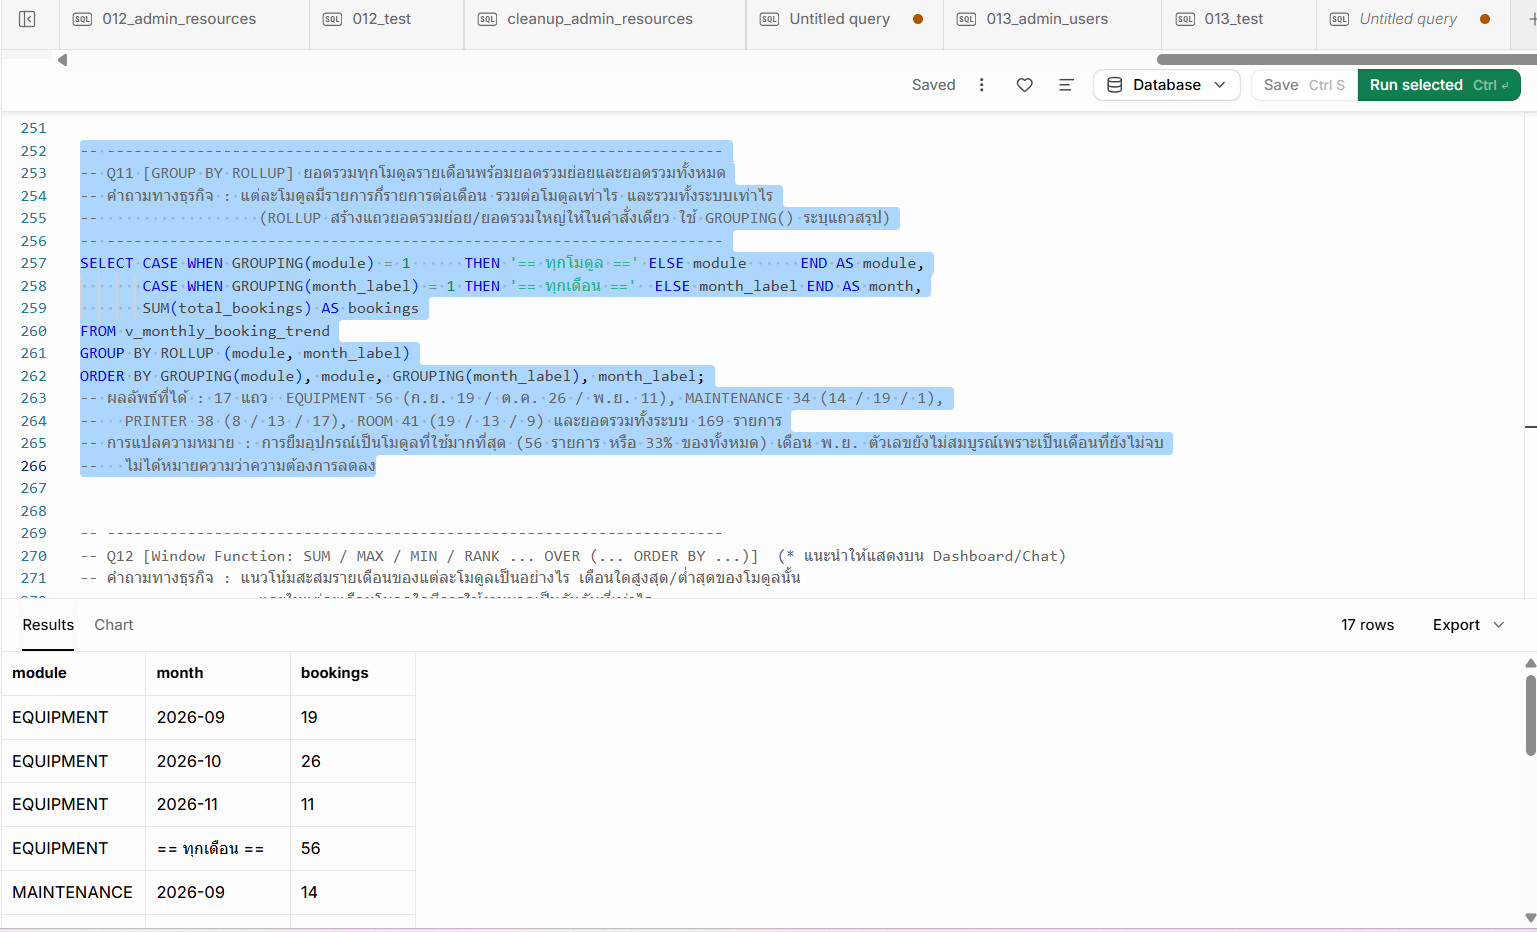 012_admin_resources
012_test
cleanup_admin_resources
Untitled query
013_admin_users
013_test
Untitled query
Saved
Database
Save Ctrl S
Run selected Ctrl ↵
251
252 -- ---------------------------------------------------------------------
253 -- Q11 [GROUP BY ROLLUP] ยอดรวมทุกโมดูลรายเดือนพร้อมยอดรวมย่อยและยอดรวมทั้งหมด
254 -- คำถามทางธุรกิจ : แต่ละโมดูลมีรายการกี่รายการต่อเดือน รวมต่อโมดูลเท่าไร และรวมทั้งระบบเท่าไร
255 -- (ROLLUP สร้างแถวยอดรวมย่อย/ยอดรวมใหญ่ให้ในคำสั่งเดียว ใช้ GROUPING() ระบุแถวสรุป)
256 -- ---------------------------------------------------------------------
257 SELECT CASE WHEN GROUPING(module) = 1 THEN '== ทุกโมดูล ==' ELSE module END AS module,
258 CASE WHEN GROUPING(month_label) = 1 THEN '== ทุกเดือน ==' ELSE month_label END AS month,
259 SUM(total_bookings) AS bookings
260 FROM v_monthly_booking_trend
261 GROUP BY ROLLUP (module, month_label)
262 ORDER BY GROUPING(module), module, GROUPING(month_label), month_label;
263 -- ผลลัพธ์ที่ได้ : 17 แถว EQUIPMENT 56 (ก.ย. 19 / ต.ค. 26 / พ.ย. 11), MAINTENANCE 34 (14 / 19 / 1),
264 -- PRINTER 38 (8 / 13 / 17), ROOM 41 (19 / 13 / 9) และยอดรวมทั้งระบบ 169 รายการ
265 -- การแปลความหมาย : การยืมอุปกรณ์เป็นโมดูลที่ใช้มากที่สุด (56 รายการ หรือ 33% ของทั้งหมด) เดือน พ.ย. ตัวเลขยังไม่สมบูรณ์เพราะเป็นเดือนที่ยังไม่จบ
266 -- ไม่ได้หมายความว่าความต้องการลดลง
267
268
269 -- ---------------------------------------------------------------------
270 -- Q12 [Window Function: SUM / MAX / MIN / RANK ... OVER (... ORDER BY ...)] (* แนะนำให้แสดงบน Dashboard/Chat)
271 -- คำถามทางธุรกิจ : แนวโน้มสะสมรายเดือนของแต่ละโมดูลเป็นอย่างไร เดือนใดสูงสุด/ต่ำสุดของโมดูลนั้น
Results
Chart
17 rows
Export
module month bookings
EQUIPMENT 2026-09 19
EQUIPMENT 2026-10 26
EQUIPMENT 2026-11 11
EQUIPMENT == ทุกเดือน == 56
MAINTENANCE 2026-09 14